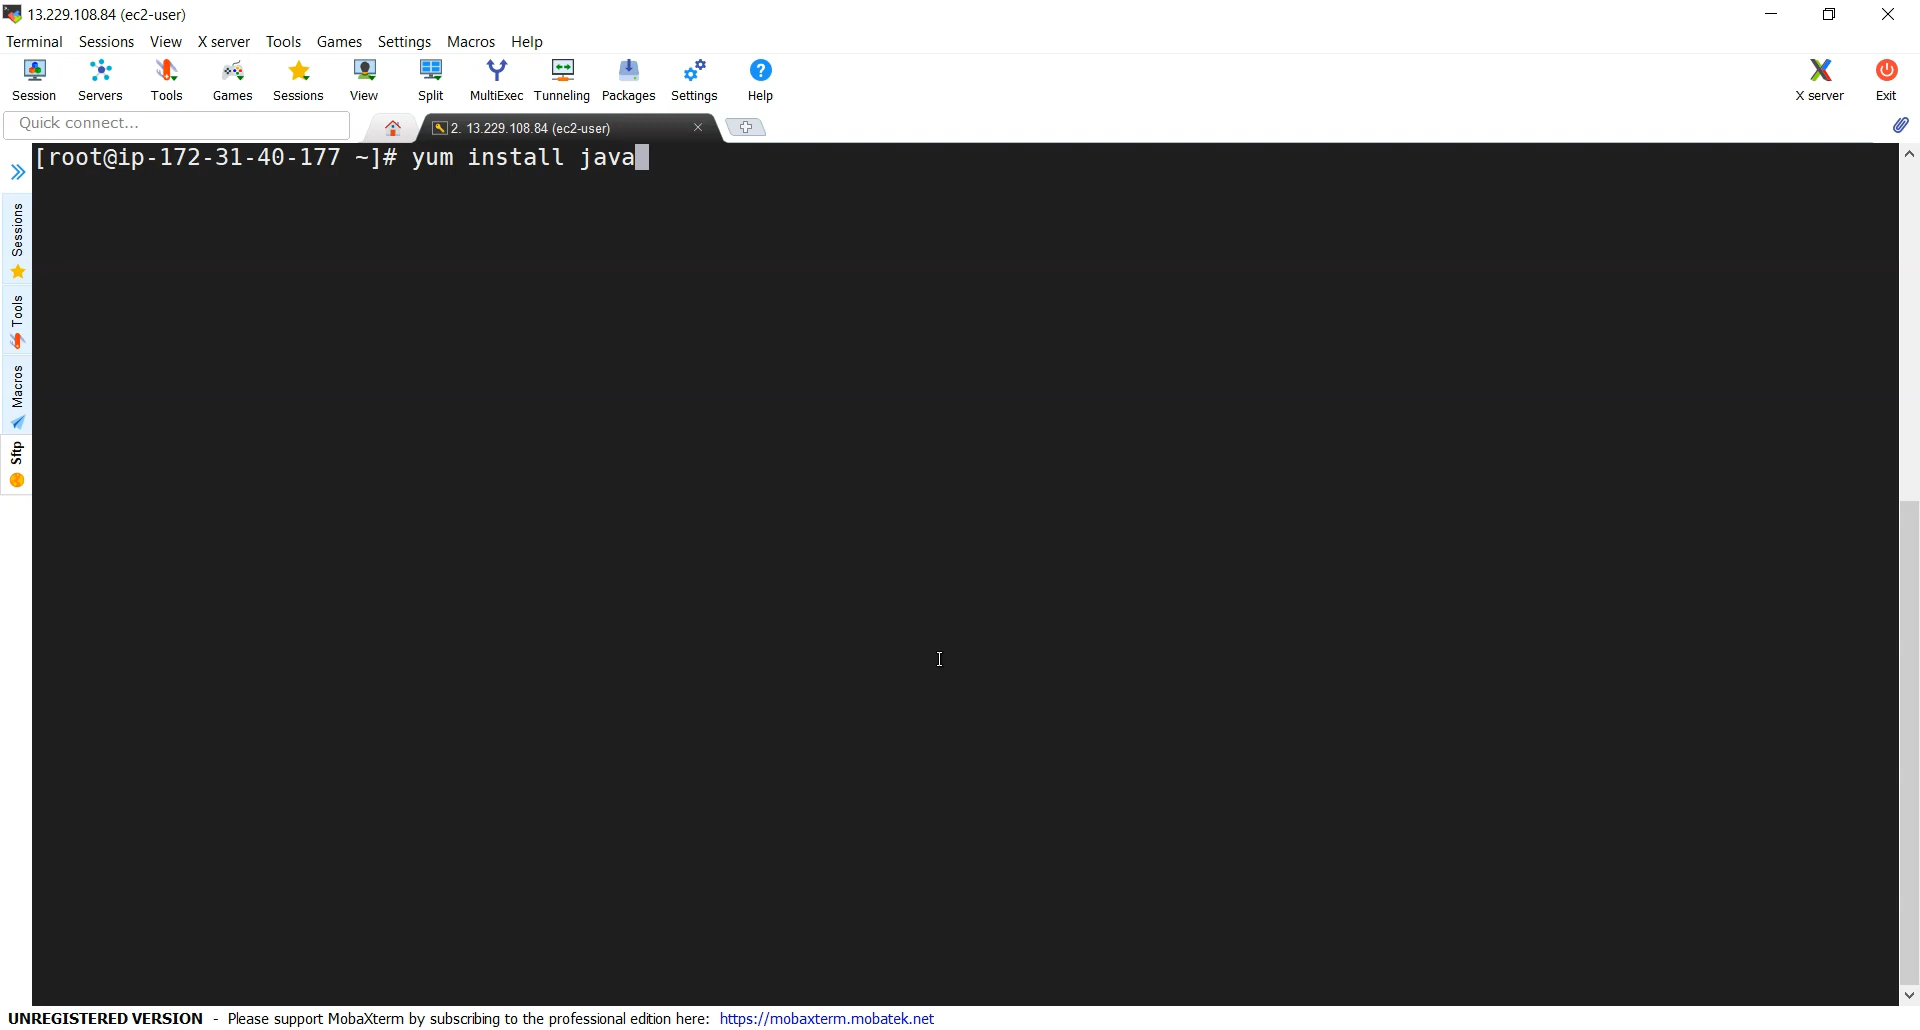 13.229.108.84 (ec2-user)
Terminal Sessions View X server Tools Games Settings Macros Help
Session Servers Tools Games Sessions View Split MultiExec Tunneling Packages Settings Help X server Exit
Quick connect... 2. 13.229.108.84 (ec2-user)
[root@ip-172-31-40-177 ~]# yum install java
Sessions
Tools
Macros
Sftp
UNREGISTERED VERSION - Please support MobaXterm by subscribing to the professional edition here: https://mobaxterm.mobatek.net